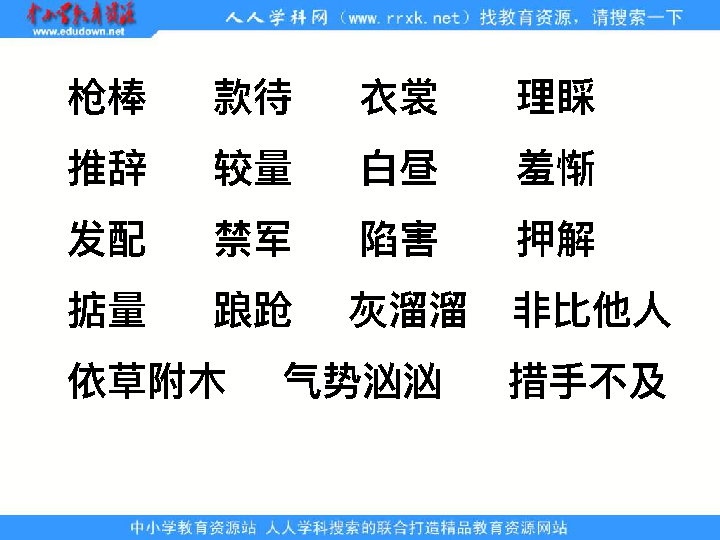 中小学教育资源
www.edudown.net
人人学科网（www.rrxk.net）找教育资源，请搜索一下
枪棒 款待 衣裳 理睬
推辞 较量 白昼 羞惭
发配 禁军 陷害 押解
掂量 踉跄 灰溜溜 非比他人
依草附木 气势汹汹 措手不及
中小学教育资源站 人人学科搜索的联合打造精品教育资源网站